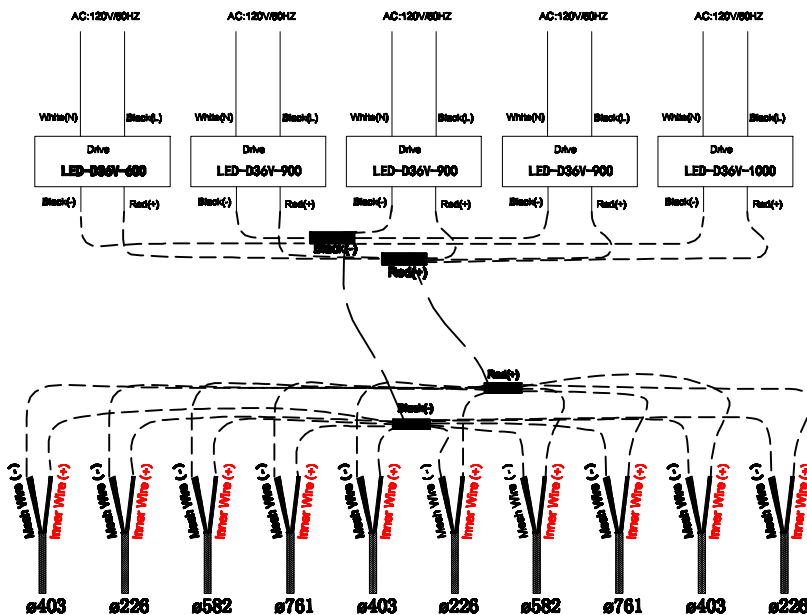 AC:120V/60HZ AC:120V/60HZ AC:120V/60HZ AC:120V/60HZ AC:120V/60HZ
White(N) Black(L) White(N) Black(L) White(N) Black(L) White(N) Black(L) White(N) Black(L)
Drive Drive Drive Drive Drive
LED-D36V-600 LED-D36V-900 LED-D36V-900 LED-D36V-900 LED-D36V-1000
Black(-) Red(+) Black(-) Red(+) Black(-) Red(+) Black(-) Red(+) Black(-) Red(+)
Black(-)
Red(+)
Red(+)
Black(-)
Mesh Wire (-) Inner Wire (+) Mesh Wire (-) Inner Wire (+) Mesh Wire (-) Inner Wire (+) Mesh Wire (-) Inner Wire (+) Mesh Wire (-) Inner Wire (+) Mesh Wire (-) Inner Wire (+) Mesh Wire (-) Inner Wire (+) Mesh Wire (-) Inner Wire (+) Mesh Wire (-) Inner Wire (+) Mesh Wire (-) Inner Wire (+)
ø403 ø226 ø582 ø761 ø403 ø226 ø582 ø761 ø403 ø226